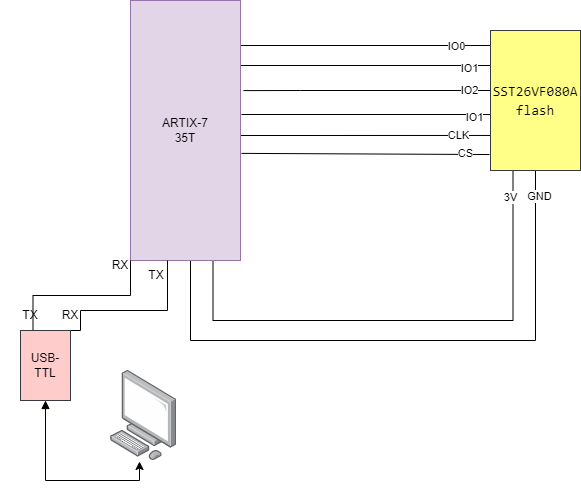 IO0
IO1
IO2
IO1
CLK
CS
ARTIX-7
35T
SST26VF080A
flash
3V
GND
RX
TX
TX
RX
USB-
TTL